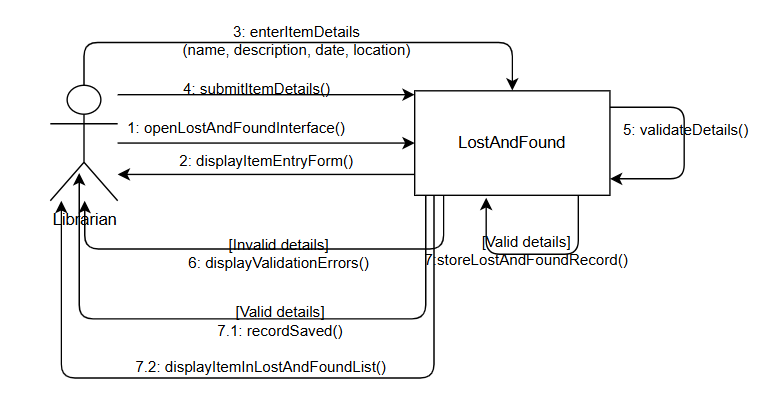 3: enterItemDetails
(name, description, date, location)
4: submitItemDetails()
1: openLostAndFoundInterface()
LostAndFound
5: validateDetails()
2: displayItemEntryForm()
Librarian
[Invalid details]
6: displayValidationErrors()
[Valid details]
7:storeLostAndFoundRecord()
[Valid details]
7.1: recordSaved()
7.2: displayItemInLostAndFoundList()